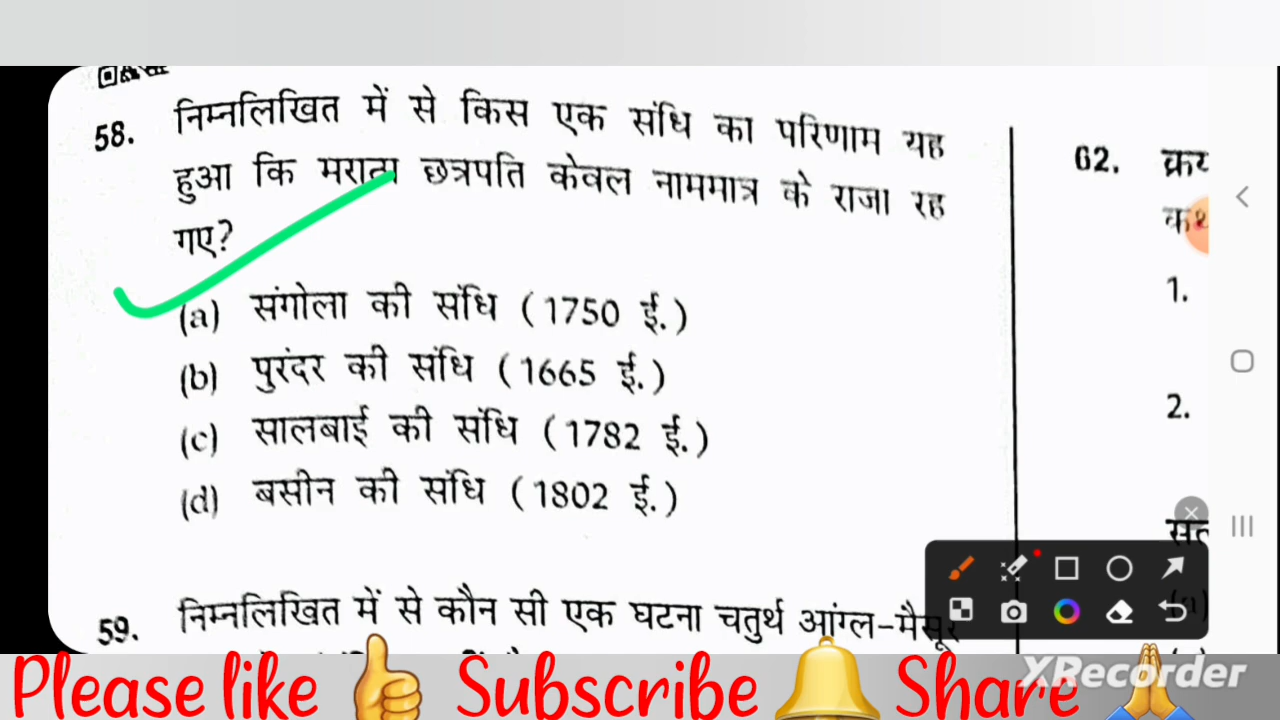 58. निम्नलिखित में से किस एक संधि का परिणाम यह
हुआ कि मराठा छत्रपति केवल नाममात्र के राजा रह
गए?
(a) संगोला की संधि (1750 ई.)
(b) पुरंदर की संधि (1665 ई.)
(c) सालबाई की संधि (1782 ई.)
(d) बसीन की संधि (1802 ई.)
59. निम्नलिखित में से कौन सी एक घटना चतुर्थ आंग्ल-मैसूर
62.
1.
2.
XRecorder
Please like Subscribe Share